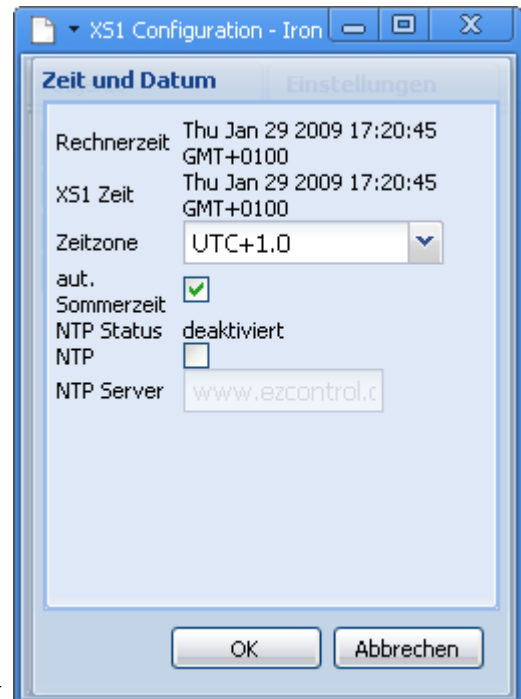 XS1 Configuration - Iron
Zeit und Datum
Einstellungen
Rechnerzeit Thu Jan 29 2009 17:20:45
GMT+0100
XS1 Zeit Thu Jan 29 2009 17:20:45
GMT+0100
Zeitzone UTC+1.0
aut.
Sommerzeit
NTP Status deaktiviert
NTP
NTP Server www.ezcontrol.c
OK Abbrechen